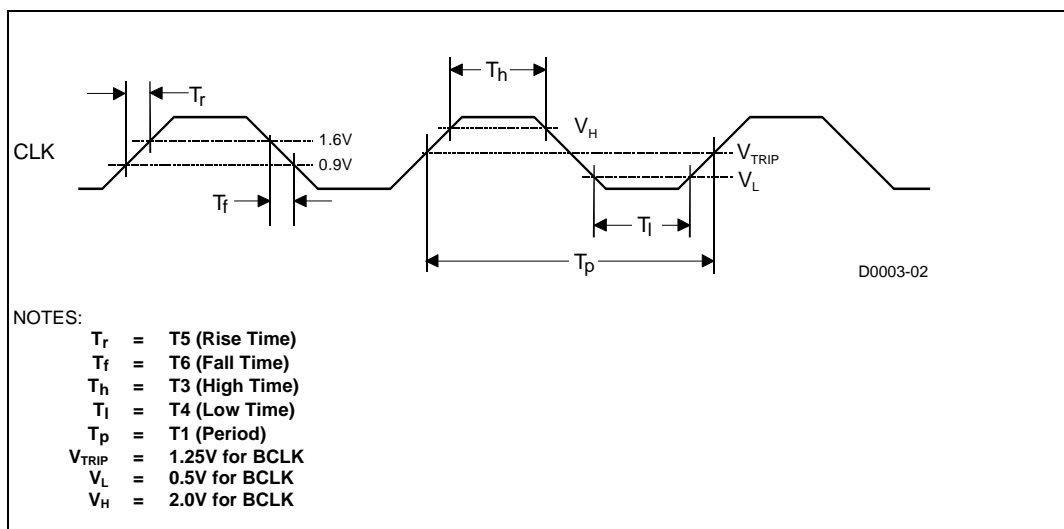 Th
Tr
VH
CLK
1.6V
VTRIP
0.9V
VL
Tf
Tl
Tp
D0003-02
NOTES:
Tr = T5 (Rise Time)
Tf = T6 (Fall Time)
Th = T3 (High Time)
Tl = T4 (Low Time)
Tp = T1 (Period)
VTRIP = 1.25V for BCLK
VL = 0.5V for BCLK
VH = 2.0V for BCLK